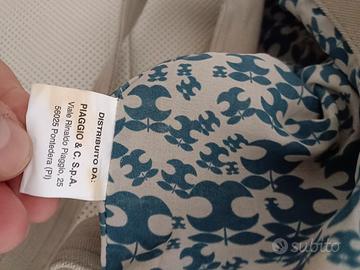 DISTRIBUITO DA:
PIAGGIO & C. S.p.A.
Viale Rinaldo Piaggio, 25
56025 Pontedera (PI)
subito